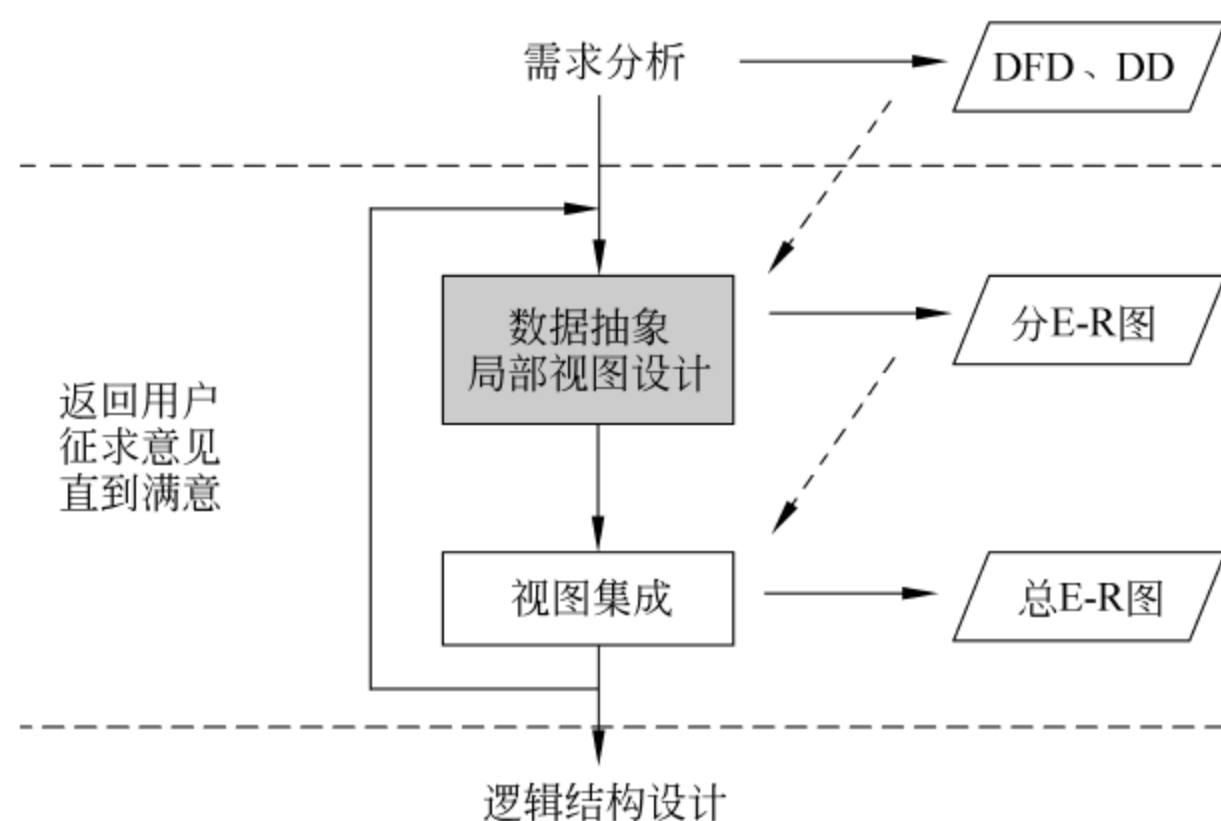 需求分析
DFD、DD
数据抽象
局部视图设计
分E-R图
返回用户
征求意见
直到满意
视图集成
总E-R图
逻辑结构设计